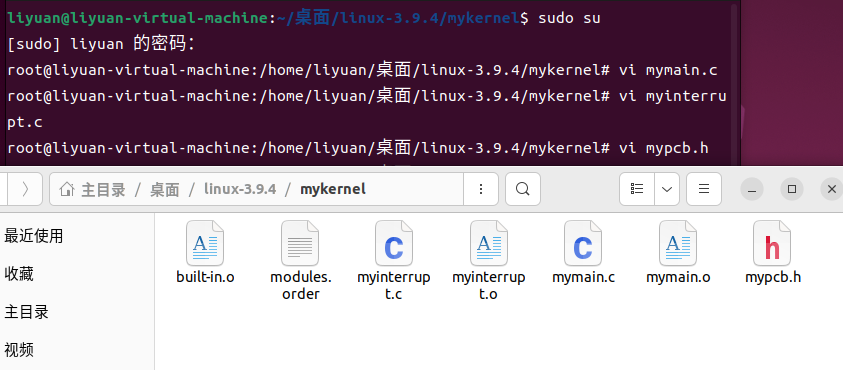 liyuan@liyuan-virtual-machine:~/桌面/linux-3.9.4/mykernel$ sudo su
[sudo] liyuan 的密码：
root@liyuan-virtual-machine:/home/liyuan/桌面/linux-3.9.4/mykernel# vi mymain.c
root@liyuan-virtual-machine:/home/liyuan/桌面/linux-3.9.4/mykernel# vi myinterru
pt.c
root@liyuan-virtual-machine:/home/liyuan/桌面/linux-3.9.4/mykernel# vi mypcb.h
主目录 / 桌面 / linux-3.9.4 / mykernel
最近使用
收藏
主目录
视频
built-in.o
modules.
order
myinterrup
t.c
myinterrup
t.o
mymain.c
mymain.o
mypcb.h